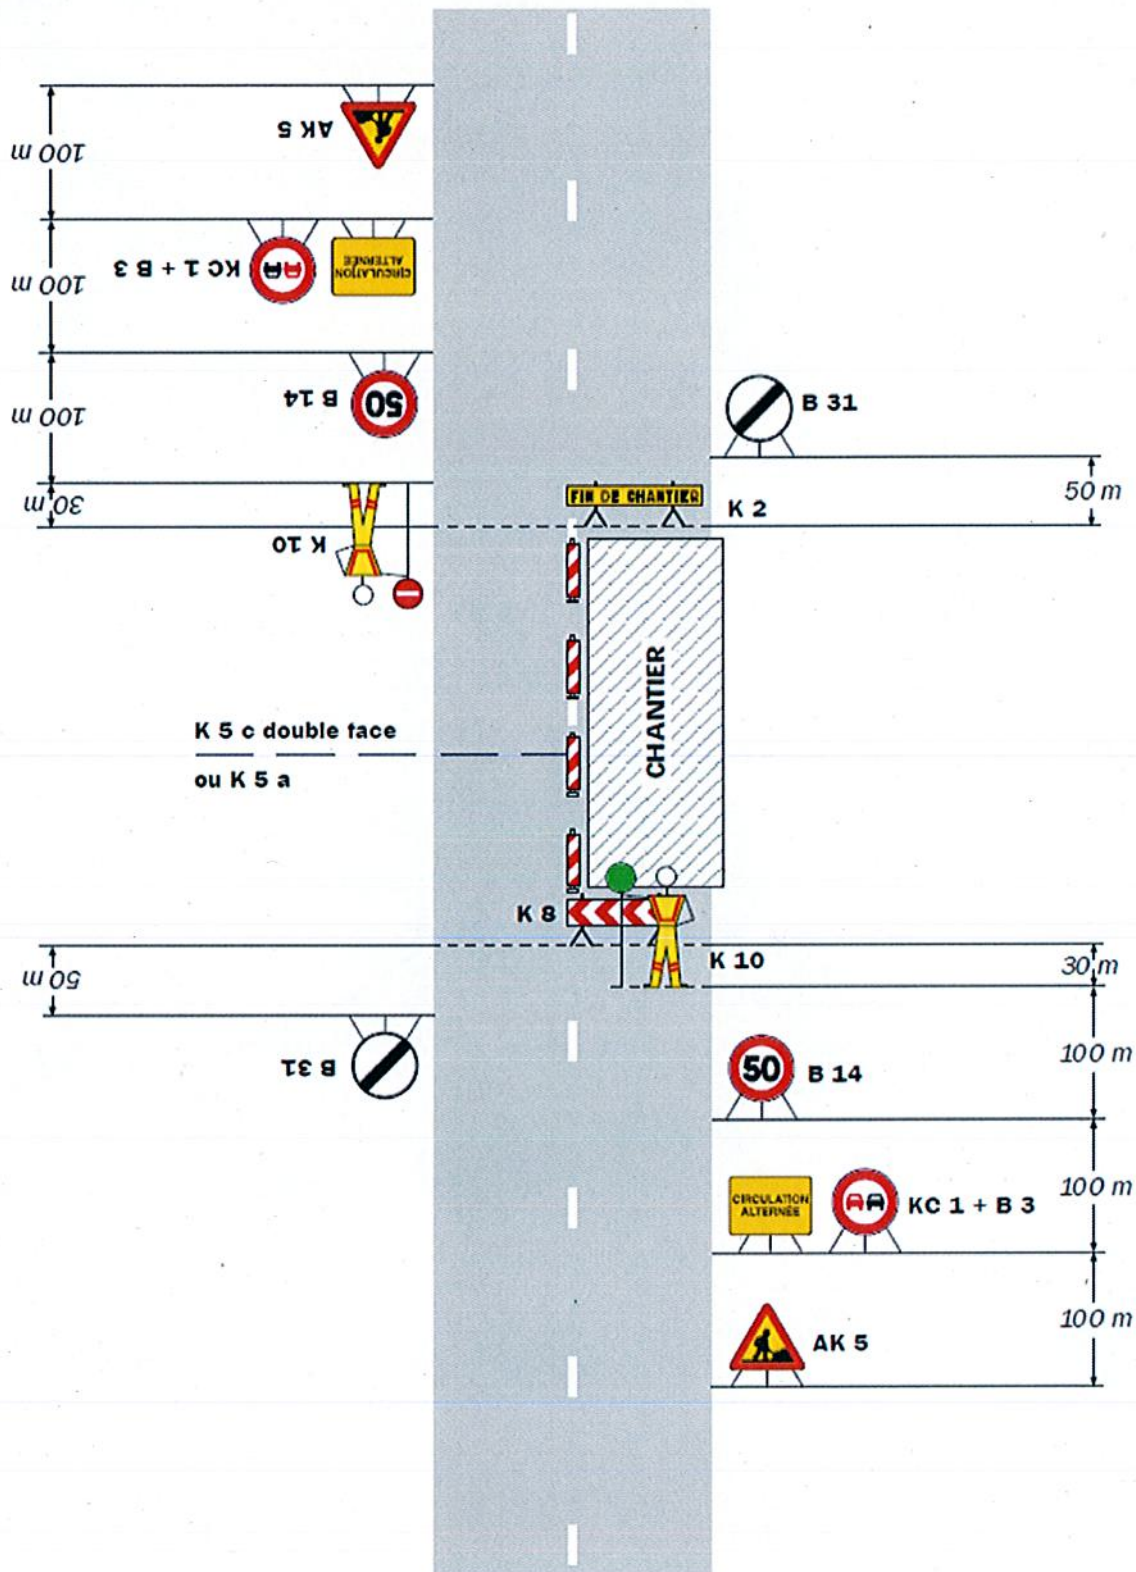 100 m
AK 5
100 m
KC 1 + B 3
CIRCULATION
ALTERNÉE
100 m
B 14
50
B 31
30 m
K 10
FIN DE CHANTIER
K 2
50 m
K 5 c double face
ou K 5 a
CHANTIER
K 8
K 10
30 m
50 m
B 31
50
B 14
100 m
CIRCULATION
ALTERNÉE
KC 1 + B 3
100 m
AK 5
100 m